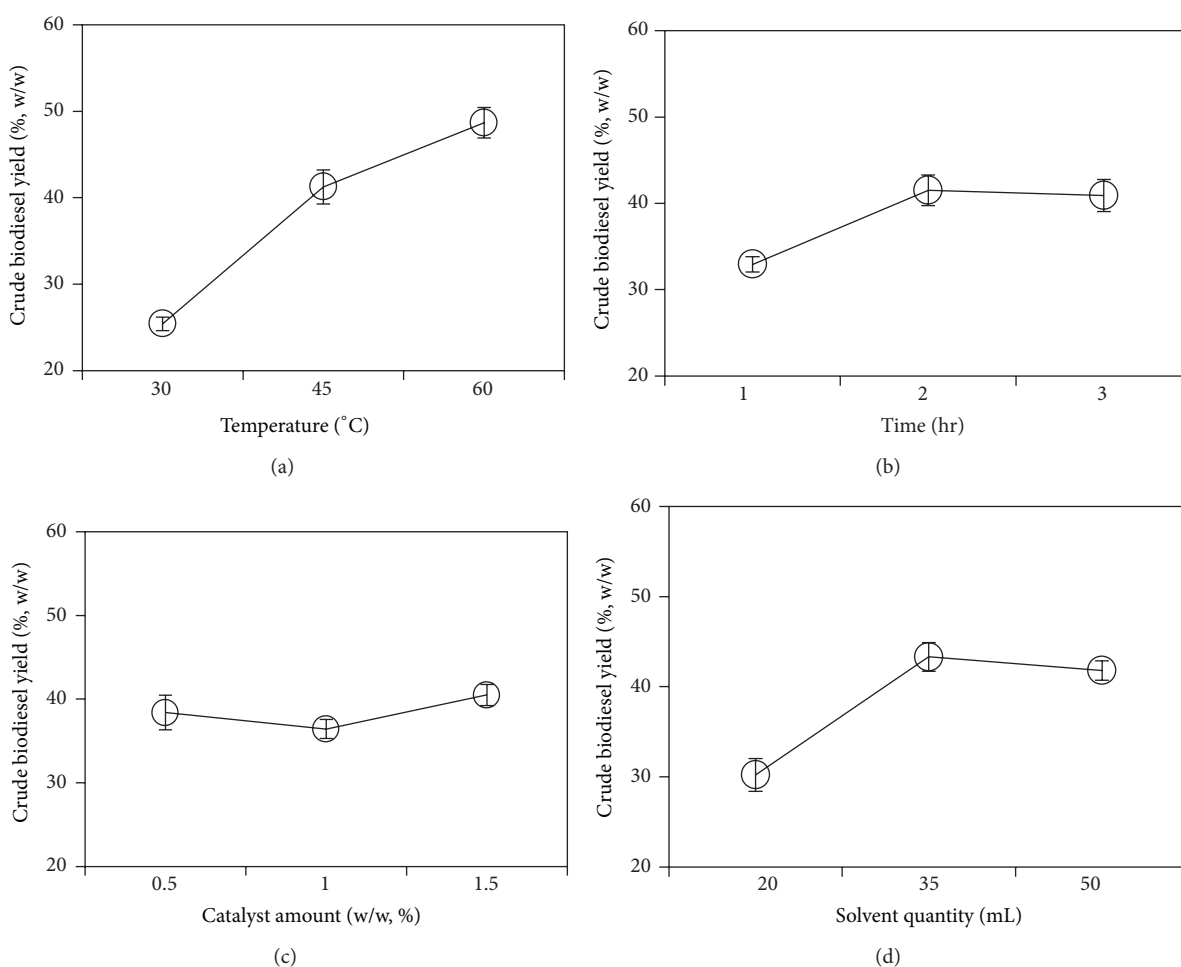 60
50
40
30
20
Crude biodiesel yield (%, w/w)
30 45 60
Temperature (°C)
(a)
60
50
40
30
20
Crude biodiesel yield (%, w/w)
1 2 3
Time (hr)
(b)
60
50
40
30
20
Crude biodiesel yield (%, w/w)
0.5 1 1.5
Catalyst amount (w/w, %)
(c)
60
50
40
30
20
Crude biodiesel yield (%, w/w)
20 35 50
Solvent quantity (mL)
(d)